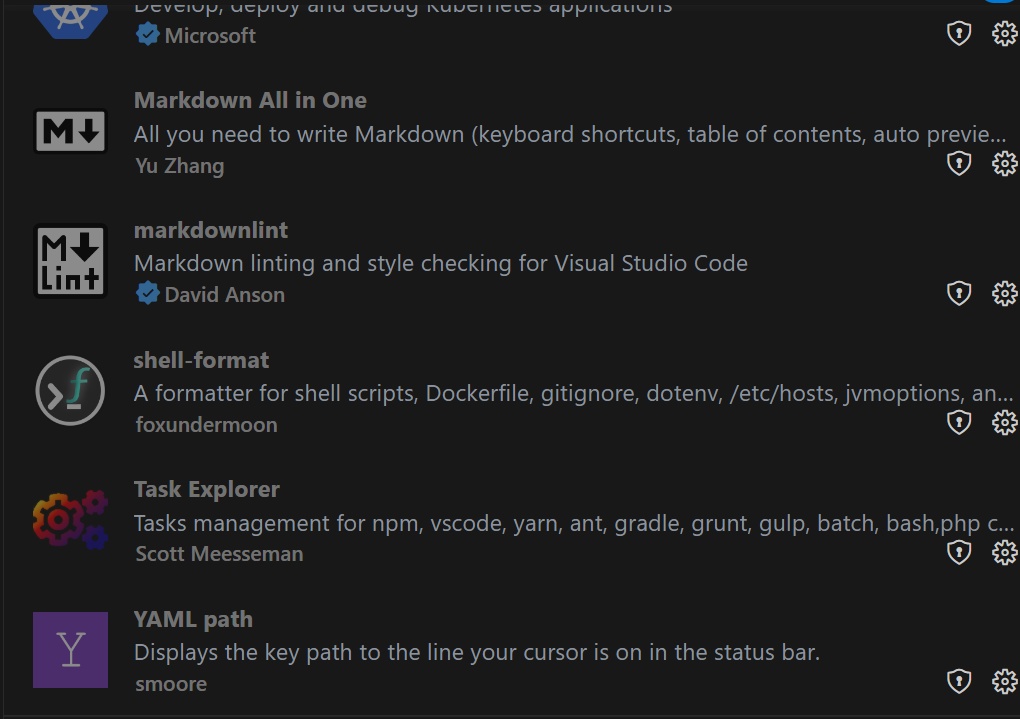 Develop, deploy and debug Kubernetes applications
Microsoft
Markdown All in One
All you need to write Markdown (keyboard shortcuts, table of contents, auto previe...
Yu Zhang
markdownlint
Markdown linting and style checking for Visual Studio Code
David Anson
shell-format
A formatter for shell scripts, Dockerfile, gitignore, dotenv, /etc/hosts, jvmoptions, an...
foxundermoon
Task Explorer
Tasks management for npm, vscode, yarn, ant, gradle, grunt, gulp, batch, bash,php c...
Scott Meesseman
YAML path
Displays the key path to the line your cursor is on in the status bar.
smoore
M
M
Lint
f
Y